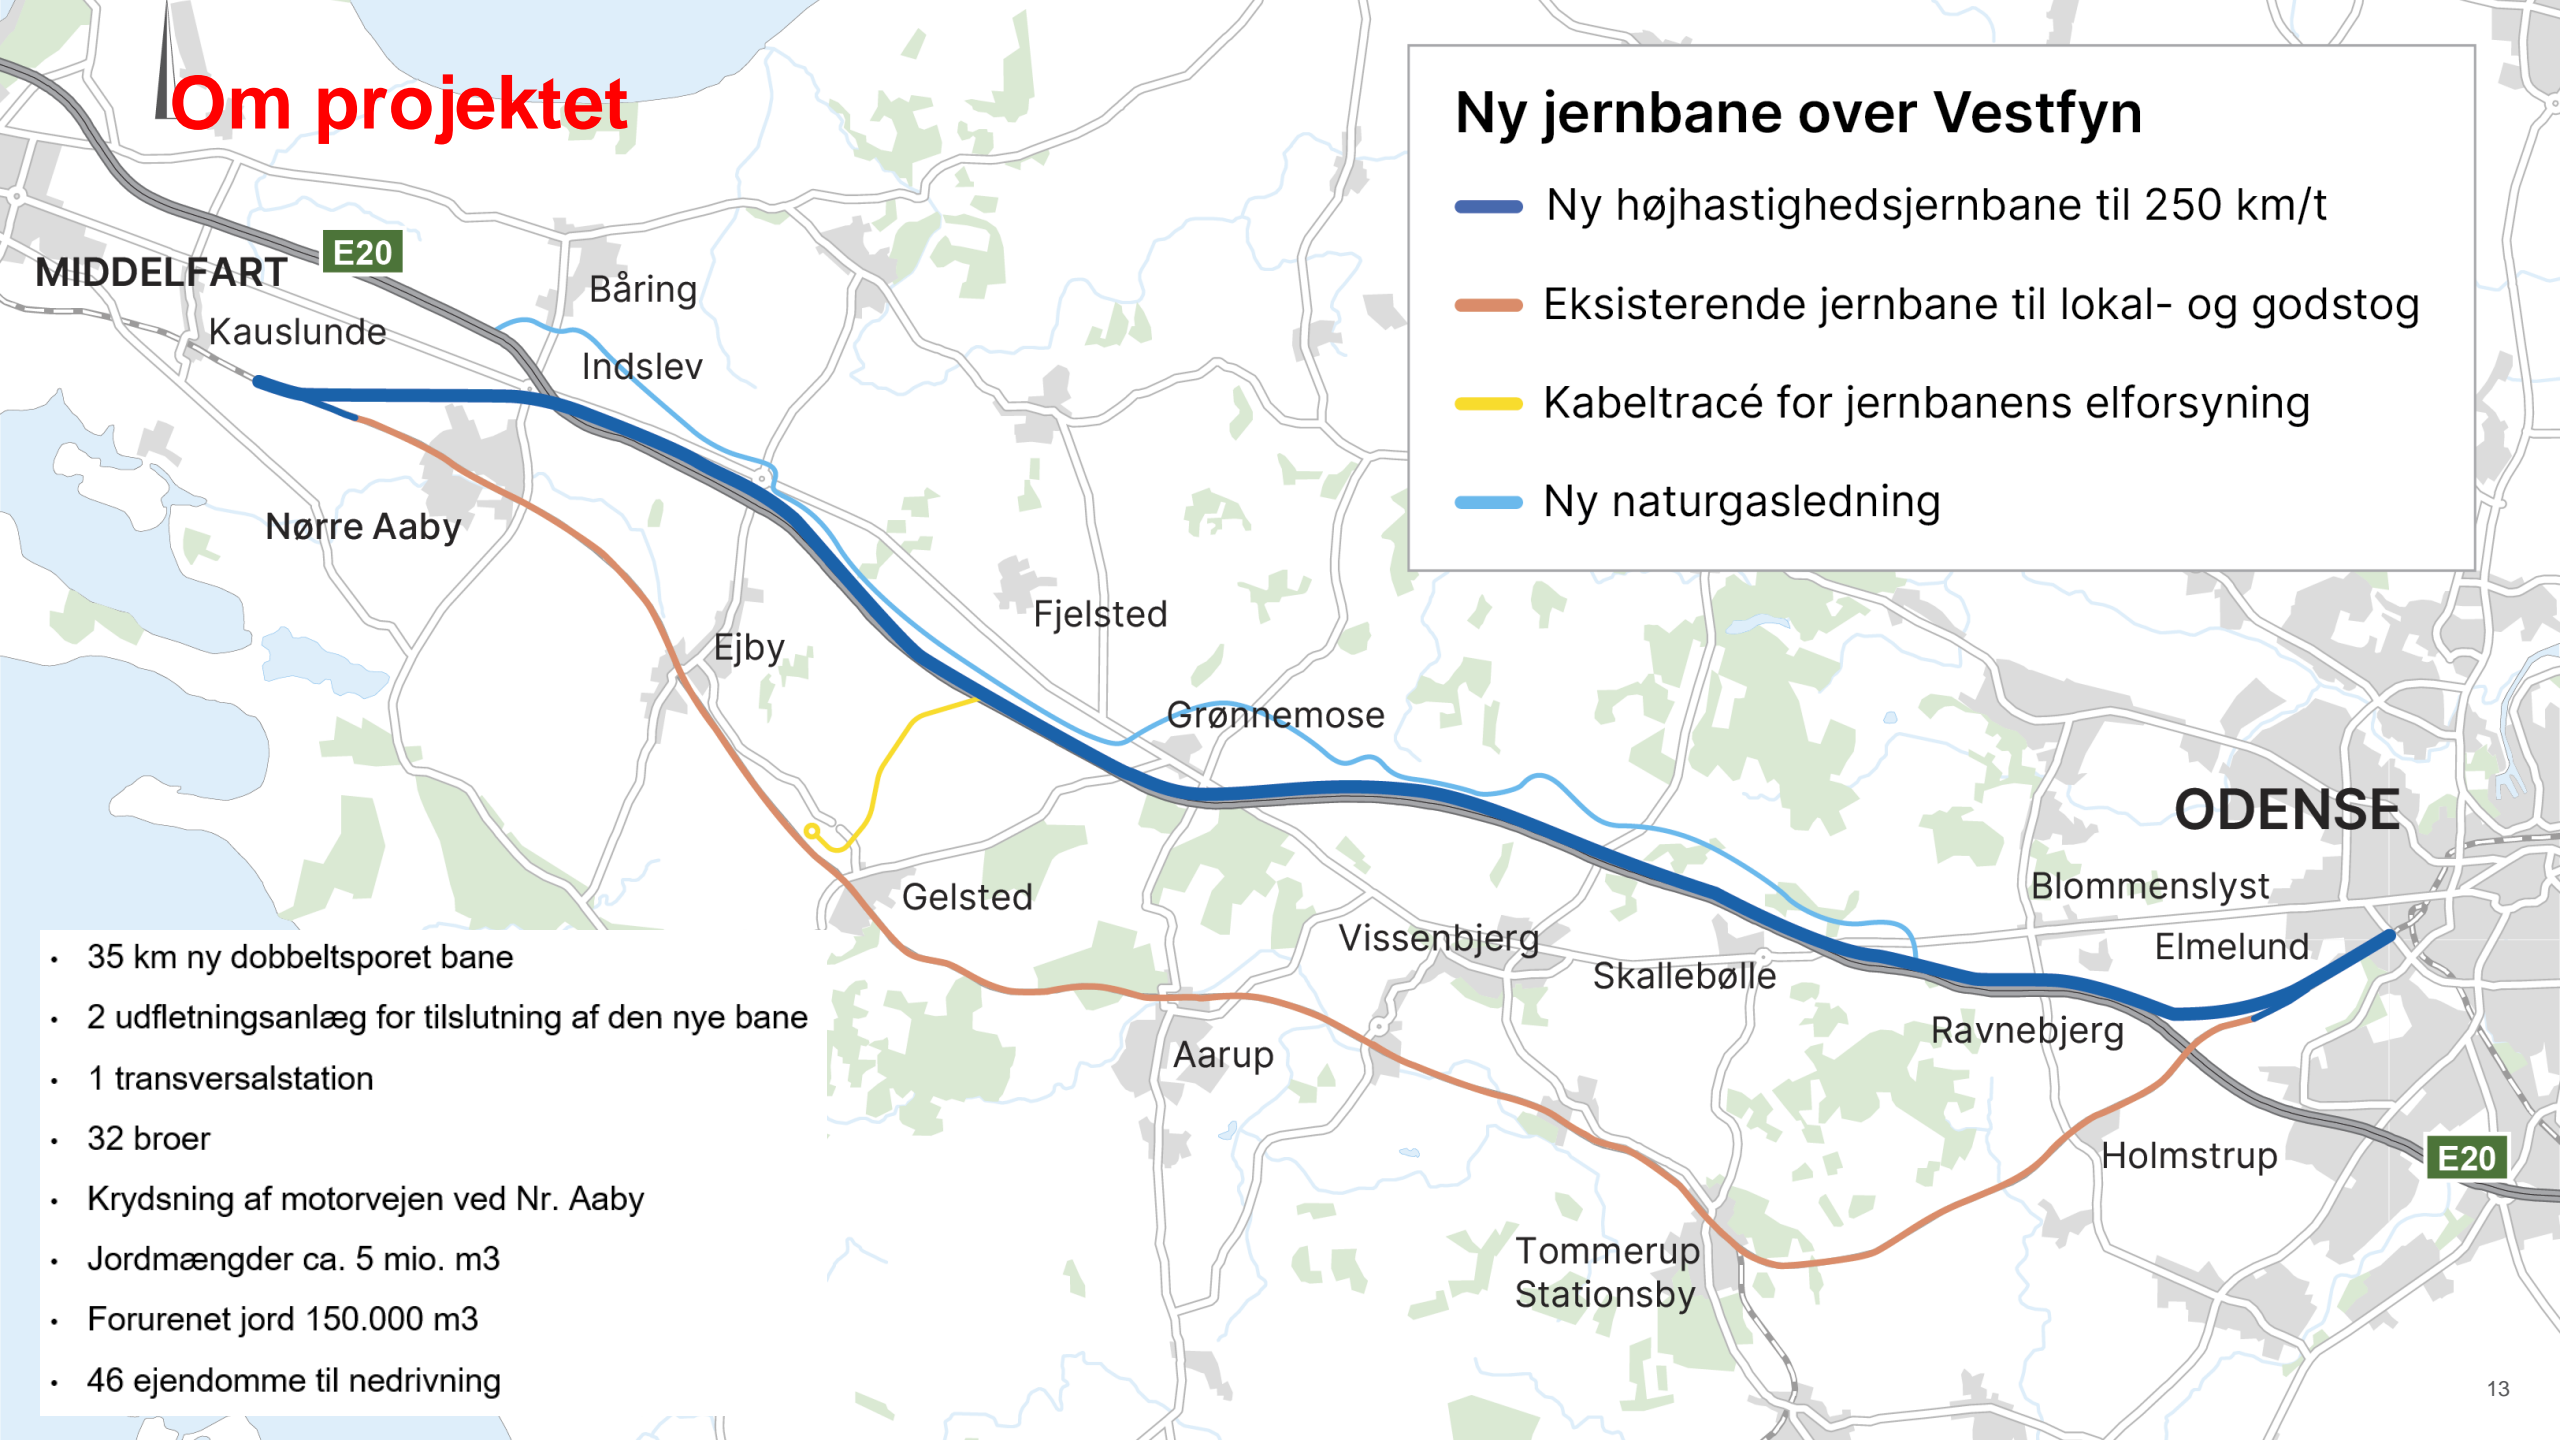 Om projektet
Ny jernbane over Vestfyn
Ny højhastighedsjernbane til 250 km/t
Eksisterende jernbane til lokal- og godstog
Kabeltracé for jernbanens elforsyning
Ny naturgasledning
E20
MIDDELFART
Kauslunde
Båring
Indslev
Nørre Aaby
Ejby
Fjelsted
Grønnemose
Gelsted
ODENSE
Blommenslyst
Elmelund
Vissenbjerg
Skallebølle
Ravnebjerg
Aarup
Holmstrup
E20
Tommerup
Stationsby
• 35 km ny dobbeltsporet bane
• 2 udfletningsanlæg for tilslutning af den nye bane
• 1 transversalstation
• 32 broer
• Krydsning af motorvejen ved Nr. Aaby
• Jordmængder ca. 5 mio. m3
• Forurenet jord 150.000 m3
• 46 ejendomme til nedrivning
13